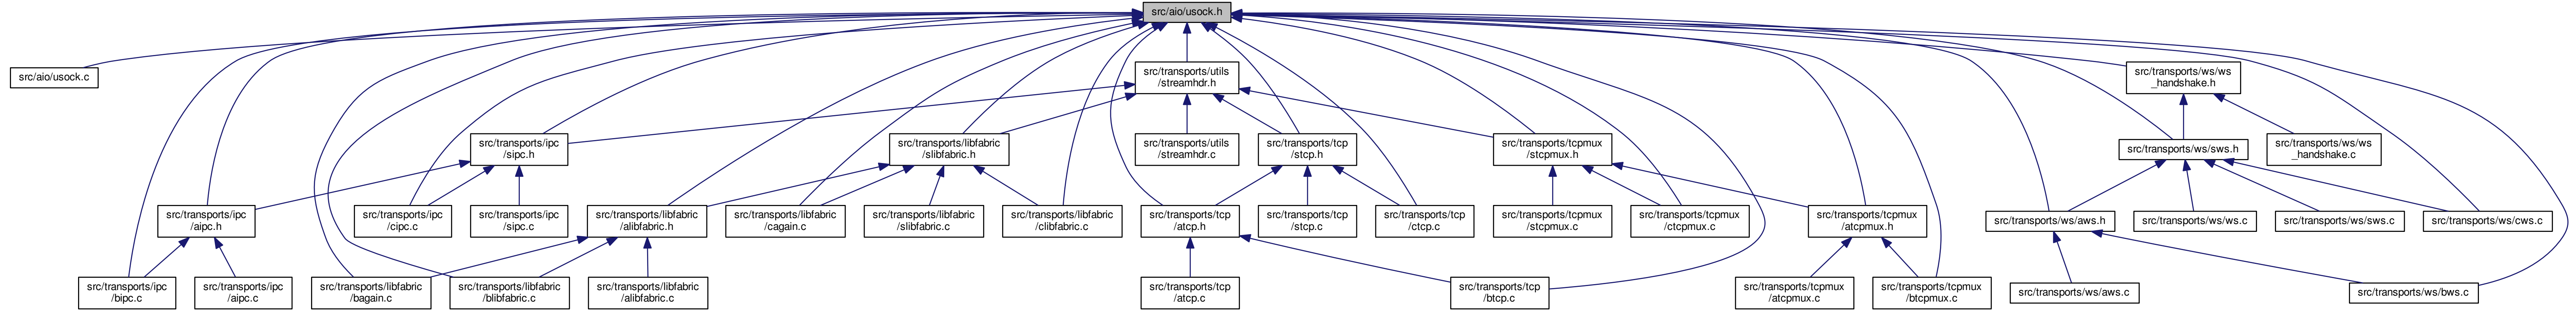 src/aio/usock.h
src/aio/usock.c
src/transports/utils
/streamhdr.h
src/transports/ws/ws
_handshake.h
src/transports/ipc
/sipc.h
src/transports/libfabric
/slibfabric.h
src/transports/utils
/streamhdr.c
src/transports/tcp
/stcp.h
src/transports/tcpmux
/stcpmux.h
src/transports/ws/sws.h
src/transports/ws/ws
_handshake.c
src/transports/ipc
/aipc.h
src/transports/ipc
/cipc.c
src/transports/ipc
/sipc.c
src/transports/libfabric
/alibfabric.h
src/transports/libfabric
/cagain.c
src/transports/libfabric
/slibfabric.c
src/transports/libfabric
/clibfabric.c
src/transports/tcp
/atcp.h
src/transports/tcp
/stcp.c
src/transports/tcp
/ctcp.c
src/transports/tcpmux
/stcpmux.c
src/transports/tcpmux
/ctcpmux.c
src/transports/tcpmux
/atcpmux.h
src/transports/ws/aws.h
src/transports/ws/ws.c
src/transports/ws/sws.c
src/transports/ws/cws.c
src/transports/ipc
/bipc.c
src/transports/ipc
/aipc.c
src/transports/libfabric
/bagain.c
src/transports/libfabric
/blibfabric.c
src/transports/libfabric
/alibfabric.c
src/transports/tcp
/atcp.c
src/transports/tcp
/btcp.c
src/transports/tcpmux
/atcpmux.c
src/transports/tcpmux
/btcpmux.c
src/transports/ws/aws.c
src/transports/ws/bws.c